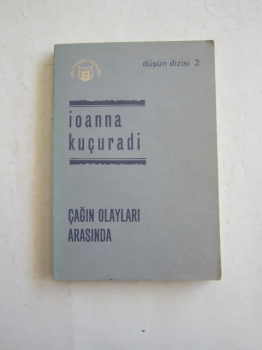 düşün dizisi 2
ioanna
kuçuradi
ÇAĞIN OLAYLARI
ARASINDA